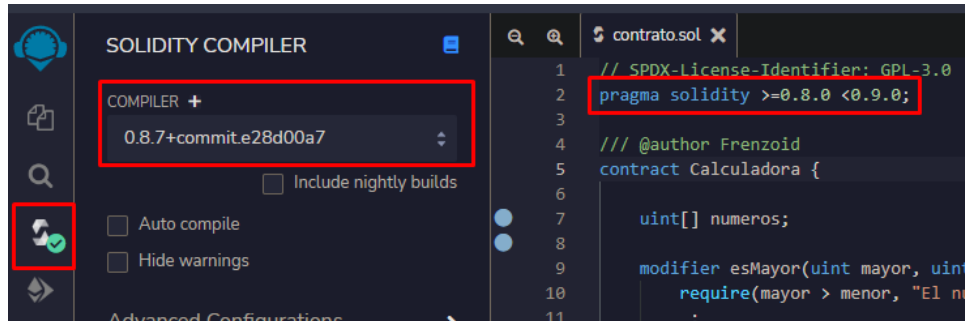 SOLIDITY COMPILER
COMPILER +
0.8.7+commit.e28d00a7
Include nightly builds
Auto compile
Hide warnings
Advanced Configurations
contrato.sol
1 // SPDX-License-Identifier: GPL-3.0
2 pragma solidity >=0.8.0 <0.9.0;
3
4 /// @author Frenzoid
5 contract Calculadora {
6
7 uint[] numeros;
8
9 modifier esMayor(uint mayor, uint
10 require(mayor > menor, "El nu
11